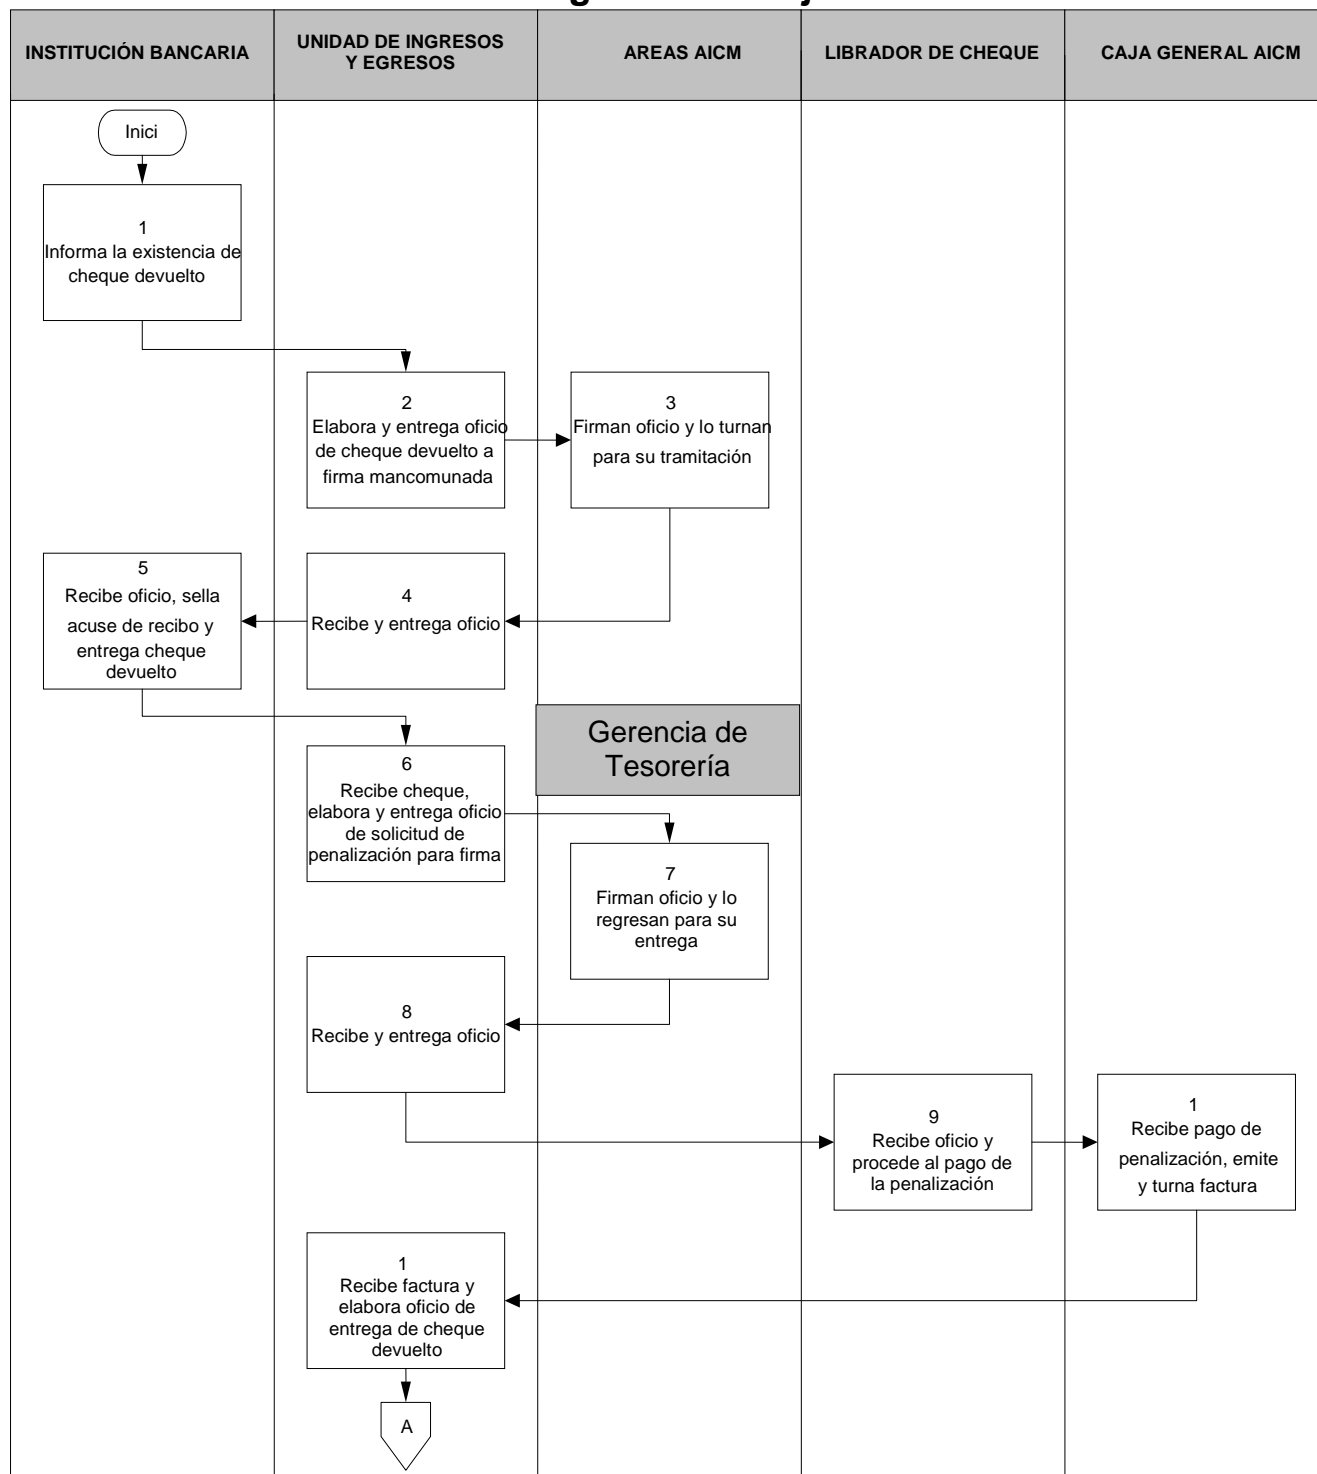 INSTITUCIÓN BANCARIA
UNIDAD DE INGRESOS
Y EGRESOS
AREAS AICM
LIBRADOR DE CHEQUE
CAJA GENERAL AICM
Inici
1
Informa la existencia de
cheque devuelto
2
Elabora y entrega oficio
de cheque devuelto a
firma mancomunada
3
Firman oficio y lo turnan
para su tramitación
4
Recibe y entrega oficio
5
Recibe oficio, sella
acuse de recibo y
entrega cheque
devuelto
Gerencia de
Tesorería
6
Recibe cheque,
elabora y entrega oficio
de solicitud de
penalización para firma
7
Firman oficio y lo
regresan para su
entrega
8
Recibe y entrega oficio
9
Recibe oficio y
procede al pago de
la penalización
1
Recibe pago de
penalización, emite
y turna factura
1
Recibe factura y
elabora oficio de
entrega de cheque
devuelto
A